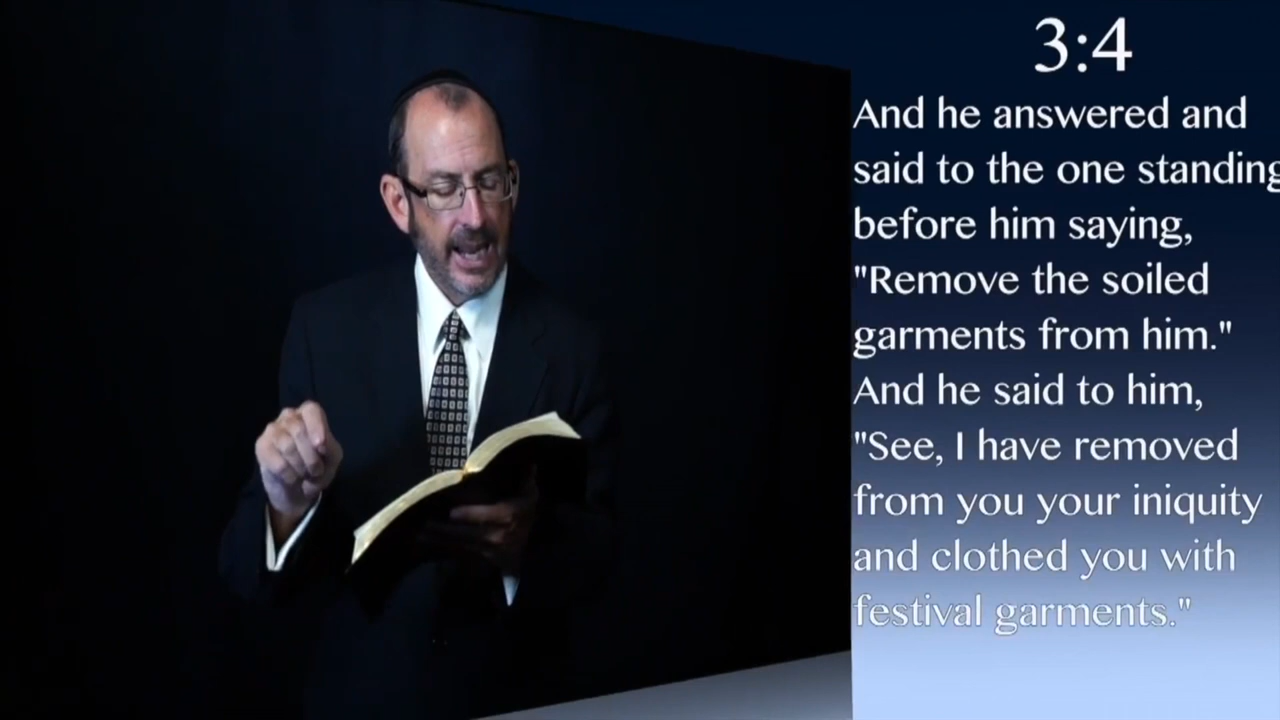 3:4
And he answered and
said to the one standing
before him saying,
"Remove the soiled
garments from him."
And he said to him,
"See, I have removed
from you your iniquity
and clothed you with
festival garments."